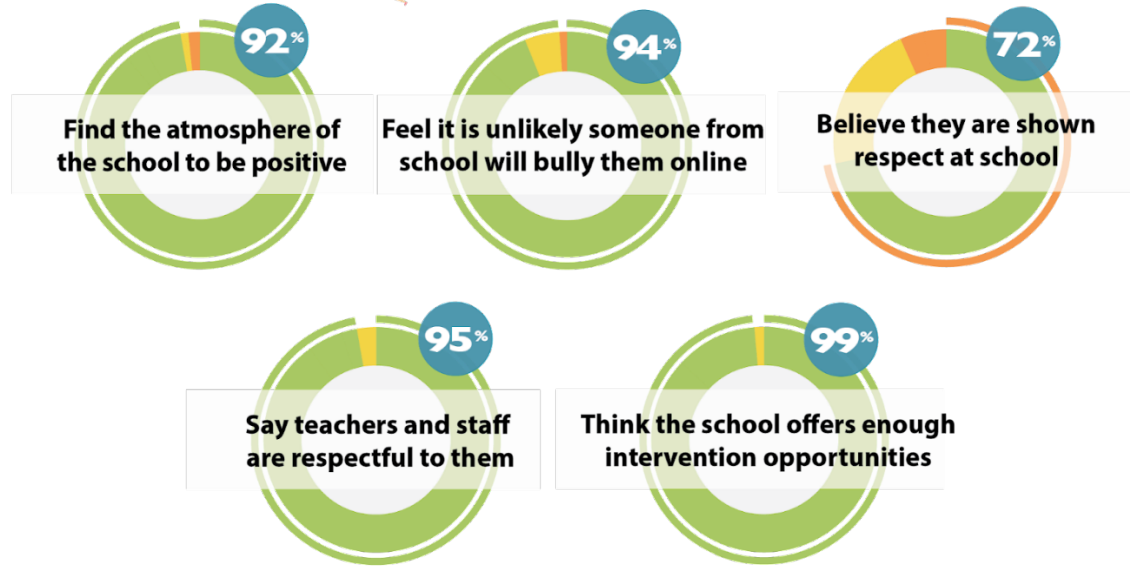 92%
Find the atmosphere of
the school to be positive
94%
Feel it is unlikely someone from
school will bully them online
72%
Believe they are shown
respect at school
95%
Say teachers and staff
are respectful to them
99%
Think the school offers enough
intervention opportunities